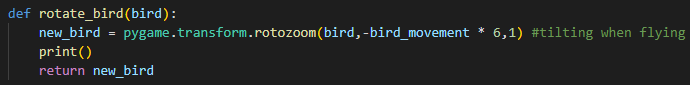 def rotate_bird(bird):
    new_bird = pygame.transform.rotozoom(bird,-bird_movement * 6,1) #tilting when flying
    print()
    return new_bird